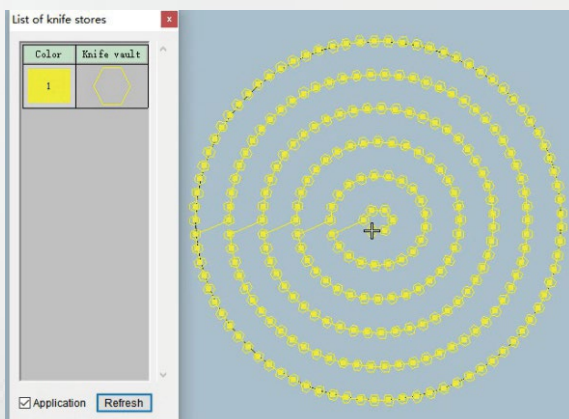 List of knife stores
x
Color Knife vault
1
Application Refresh